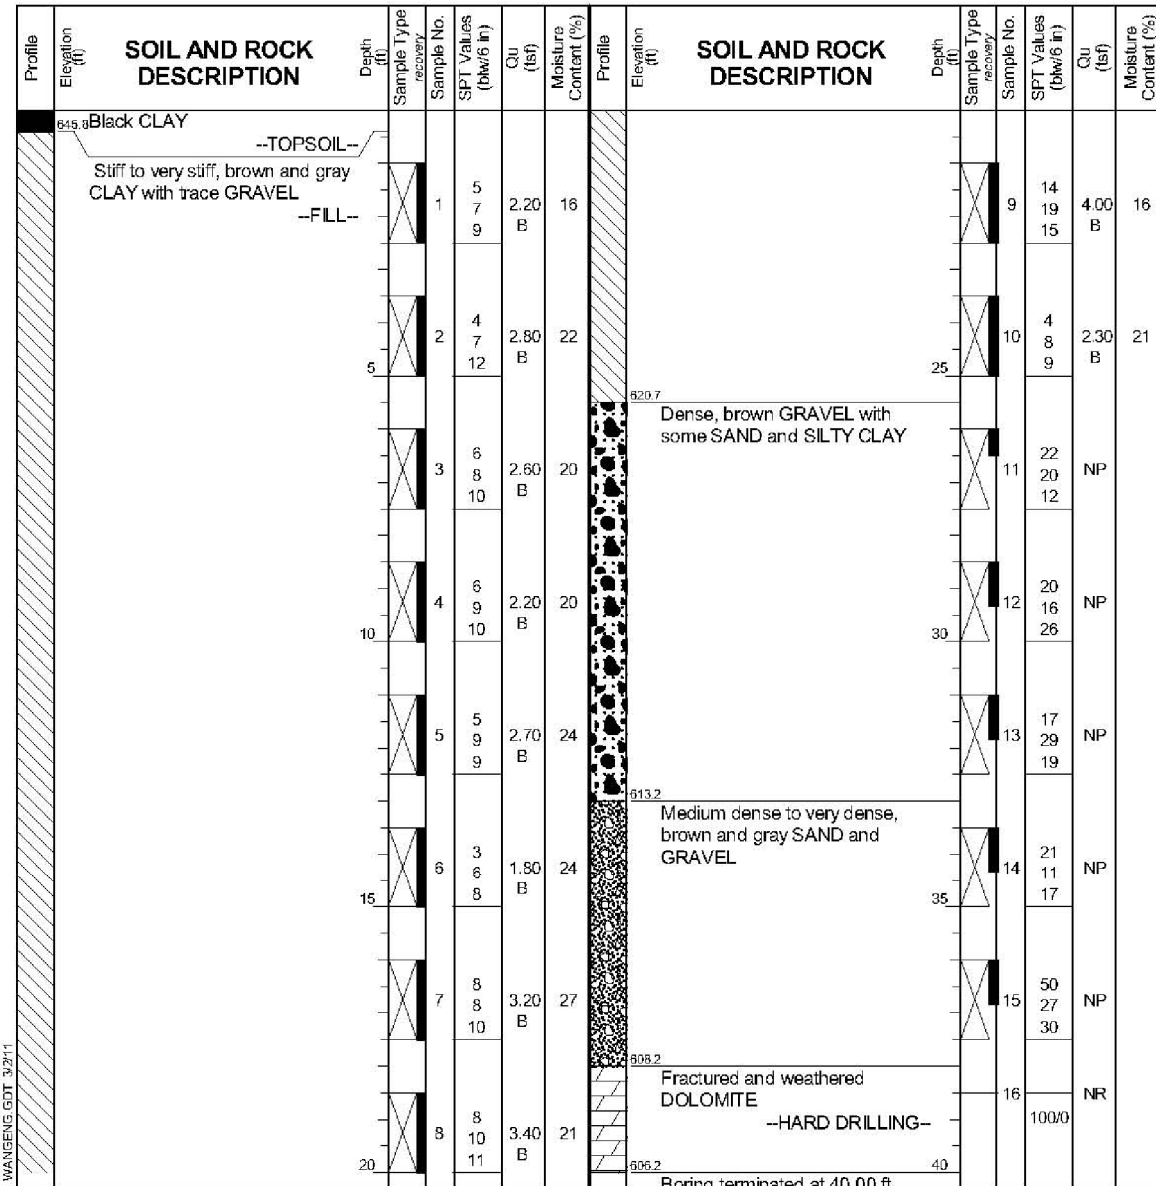 Profile
Elevation
(ft)
SOIL AND ROCK
DESCRIPTION
Depth
(ft)
Sample Type
recovery
Sample No.
SPT Values
(blw/6 in)
Qu
(tsf)
Moisture
Content (%)
Profile
Elevation
(ft)
SOIL AND ROCK
DESCRIPTION
Depth
(ft)
Sample Type
recovery
Sample No.
SPT Values
(blw/6 in)
Qu
(tsf)
Moisture
Content (%)
645.8 Black CLAY
--TOPSOIL--
Stiff to very stiff, brown and gray
CLAY with trace GRAVEL
--FILL--
1
5
7
9
2.20
B
16
2
4
7
12
2.80
B
22
5
3
6
8
10
2.60
B
20
4
6
9
10
2.20
B
20
10
5
5
9
9
2.70
B
24
6
3
6
8
1.80
B
24
15
7
8
8
10
3.20
B
27
8
8
10
11
3.40
B
21
20
9
14
19
15
4.00
B
16
10
4
8
9
2.30
B
21
25
620.7
Dense, brown GRAVEL with
some SAND and SILTY CLAY
11
22
20
12
NP
12
20
16
26
NP
30
13
17
29
19
NP
613.2
Medium dense to very dense,
brown and gray SAND and
GRAVEL
14
21
11
17
NP
35
15
50
27
30
NP
608.2
Fractured and weathered
DOLOMITE
--HARD DRILLING--
16
100/0
NR
606.2
40
Boring terminated at 40.00 ft
WANGENG.GDT 3/2/11